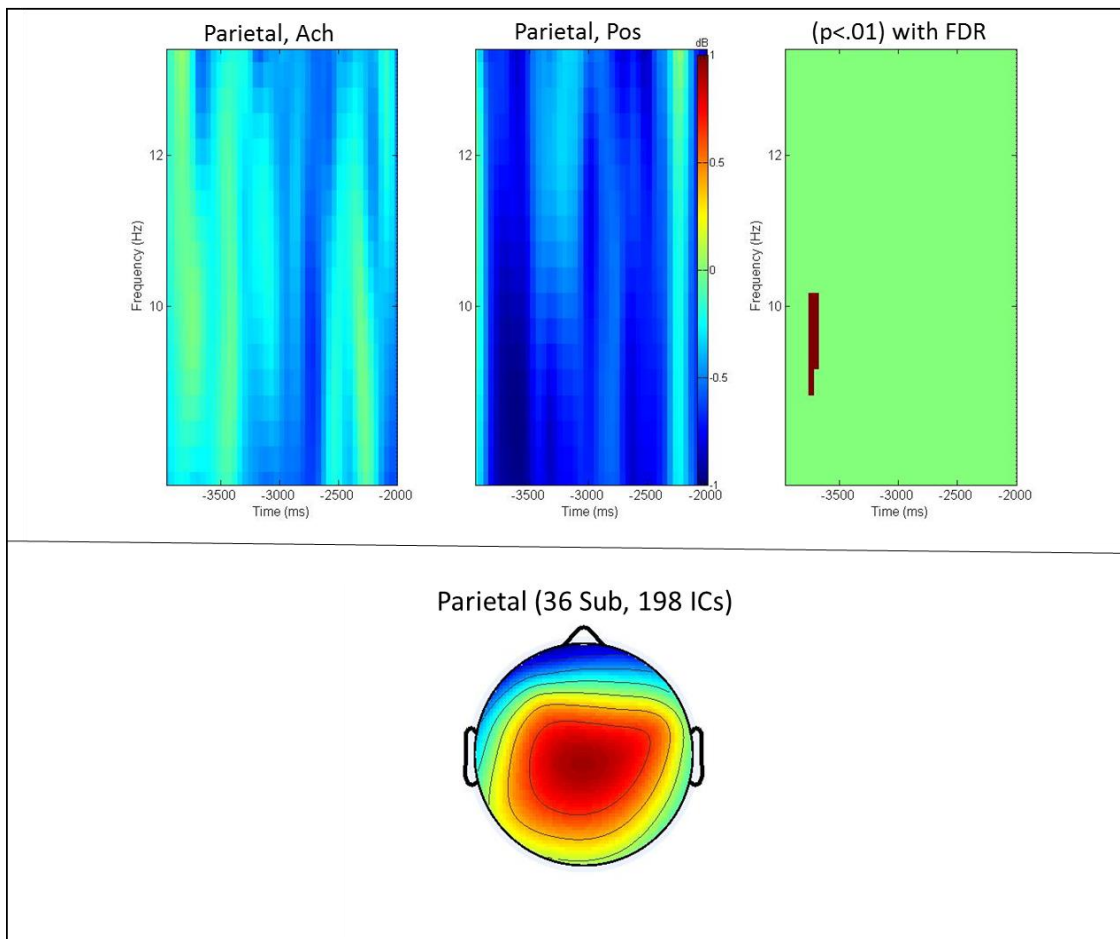 Parietal, Ach
Parietal, Pos
(p<.01) with FDR
dB
12
10
Frequency (Hz)
-3500 -3000 -2500 -2000
Time (ms)
12
10
Frequency (Hz)
-3500 -3000 -2500 -2000
Time (ms)
1
0.5
0
-0.5
-1
12
10
Frequency (Hz)
-3500 -3000 -2500 -2000
Time (ms)
Parietal (36 Sub, 198 ICs)